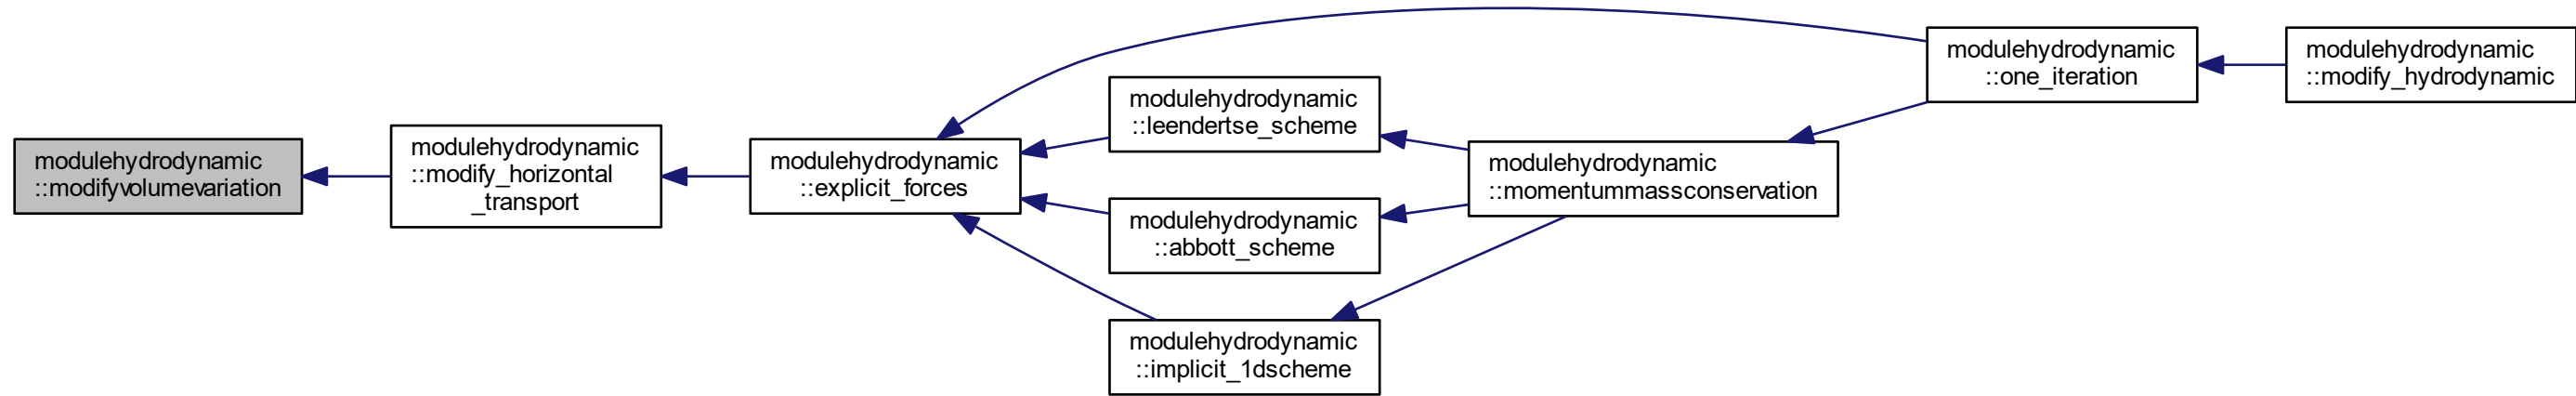 modulehydrodynamic
::modifyvolumevariation
modulehydrodynamic
::modify_horizontal
_transport
modulehydrodynamic
::explicit_forces
modulehydrodynamic
::leendertse_scheme
modulehydrodynamic
::abbott_scheme
modulehydrodynamic
::implicit_1dscheme
modulehydrodynamic
::momentummassconservation
modulehydrodynamic
::one_iteration
modulehydrodynamic
::modify_hydrodynamic